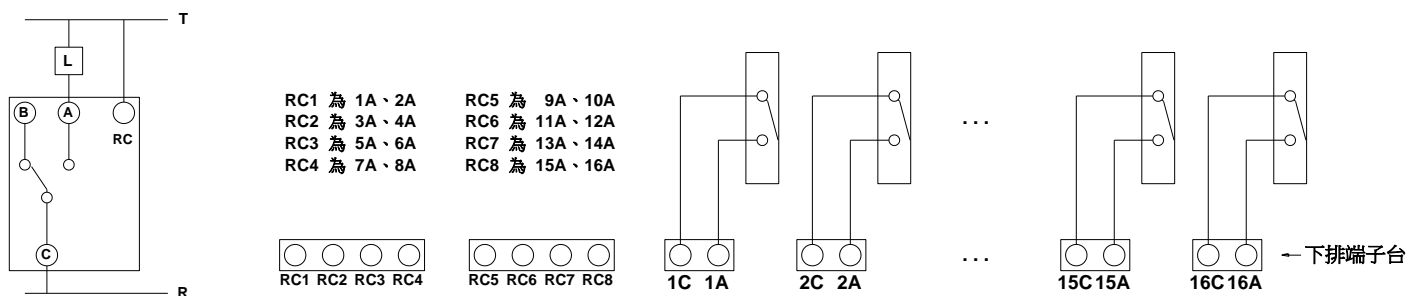 T
L
B A
RC
C
R
RC1 為 1A、2A
RC2 為 3A、4A
RC3 為 5A、6A
RC4 為 7A、8A
RC5 為 9A、10A
RC6 為 11A、12A
RC7 為 13A、14A
RC8 為 15A、16A
...
RC1 RC2 RC3 RC4
RC5 RC6 RC7 RC8
1C 1A
2C 2A
...
15C 15A
16C 16A
←下排端子台